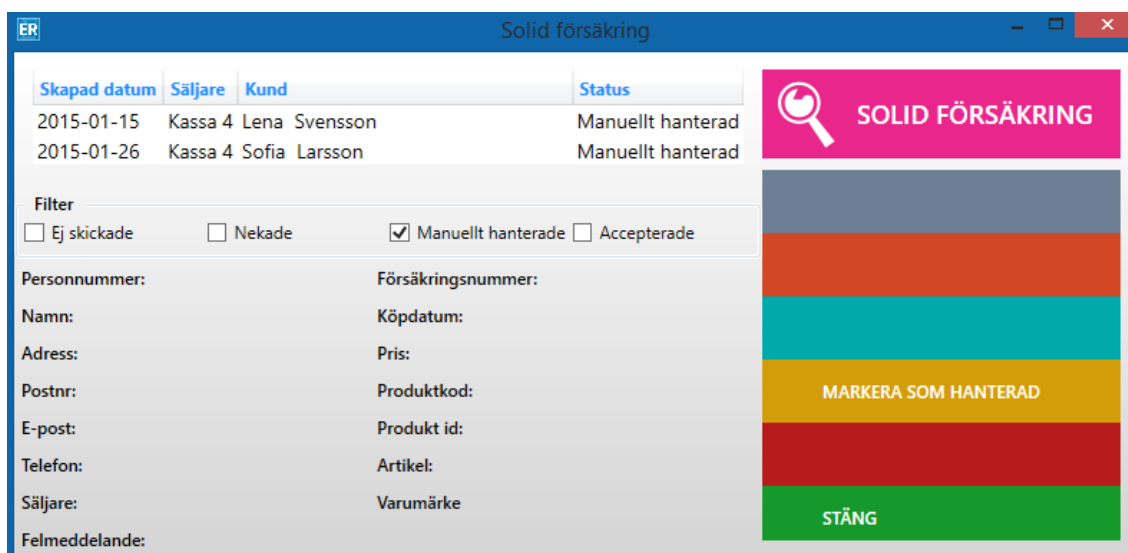 ER Solid försäkring
Skapad datum Säljare Kund Status
2015-01-15 Kassa 4 Lena Svensson Manuellt hanterad
2015-01-26 Kassa 4 Sofia Larsson Manuellt hanterad
SOLID FÖRSÄKRING
Filter
Ej skickade Nekade Manuellt hanterade Accepterade
Personnummer: Försäkringsnummer:
Namn: Köpdatum:
Adress: Pris:
Postnr: Produktkod:
E-post: Produkt id:
Telefon: Artikel:
Säljare: Varumärke
Felmeddelande:
MARKERA SOM HANTERAD
STÄNG